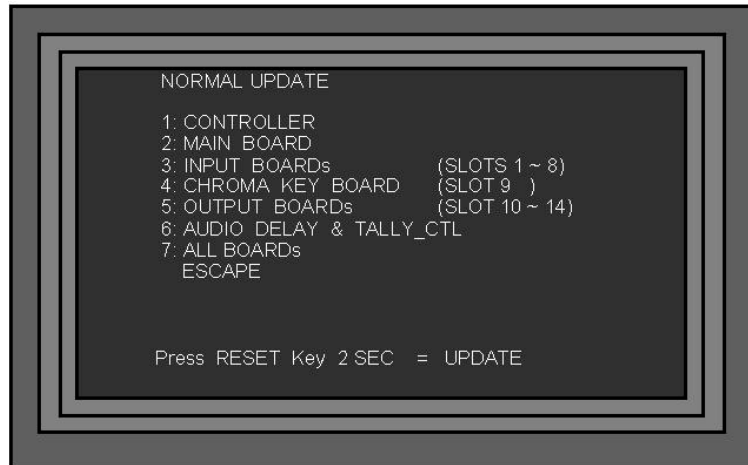 NORMAL UPDATE
1: CONTROLLER
2: MAIN BOARD
3: INPUT BOARDs (SLOTS 1 ~ 8)
4: CHROMA KEY BOARD (SLOT 9 )
5: OUTPUT BOARDs (SLOT 10 ~ 14)
6: AUDIO DELAY & TALLY_CTL
7: ALL BOARDs
ESCAPE
Press RESET Key 2 SEC = UPDATE